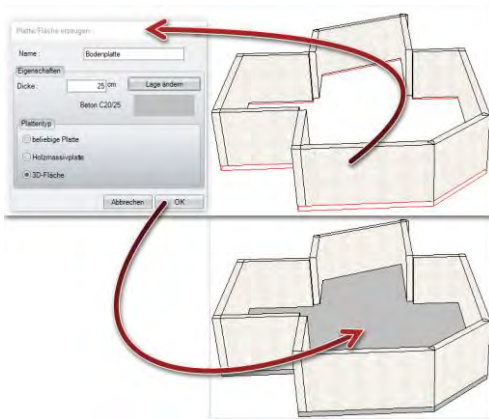 Platte/Fläche erzeugen
Name :
Bodenplatte
Eigenschaften
Dicke :
25 cm
Lage ändern
Beton C20/25
Plattentyp
beliebige Platte
Holzmassivplatte
3D-Fläche
Abbrechen
OK